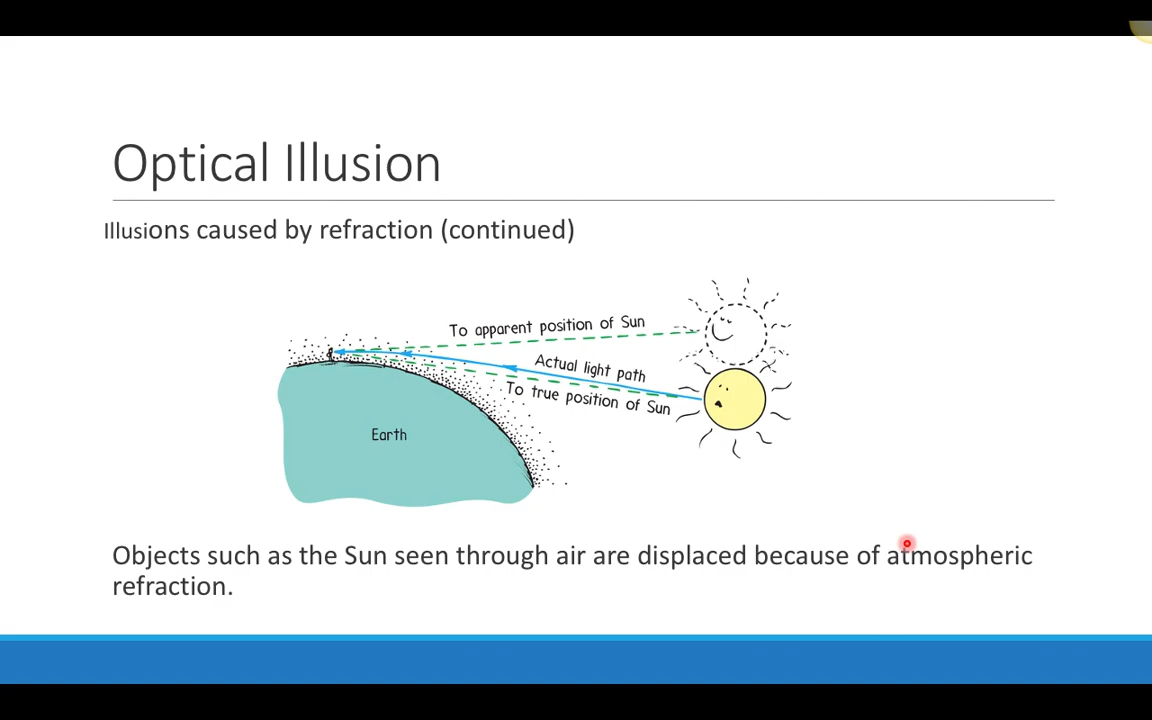 Optical Illusion
Illusions caused by refraction (continued)
To apparent position of Sun
Actual light path
To true position of Sun
Earth
Objects such as the Sun seen through air are displaced because of atmospheric
refraction.